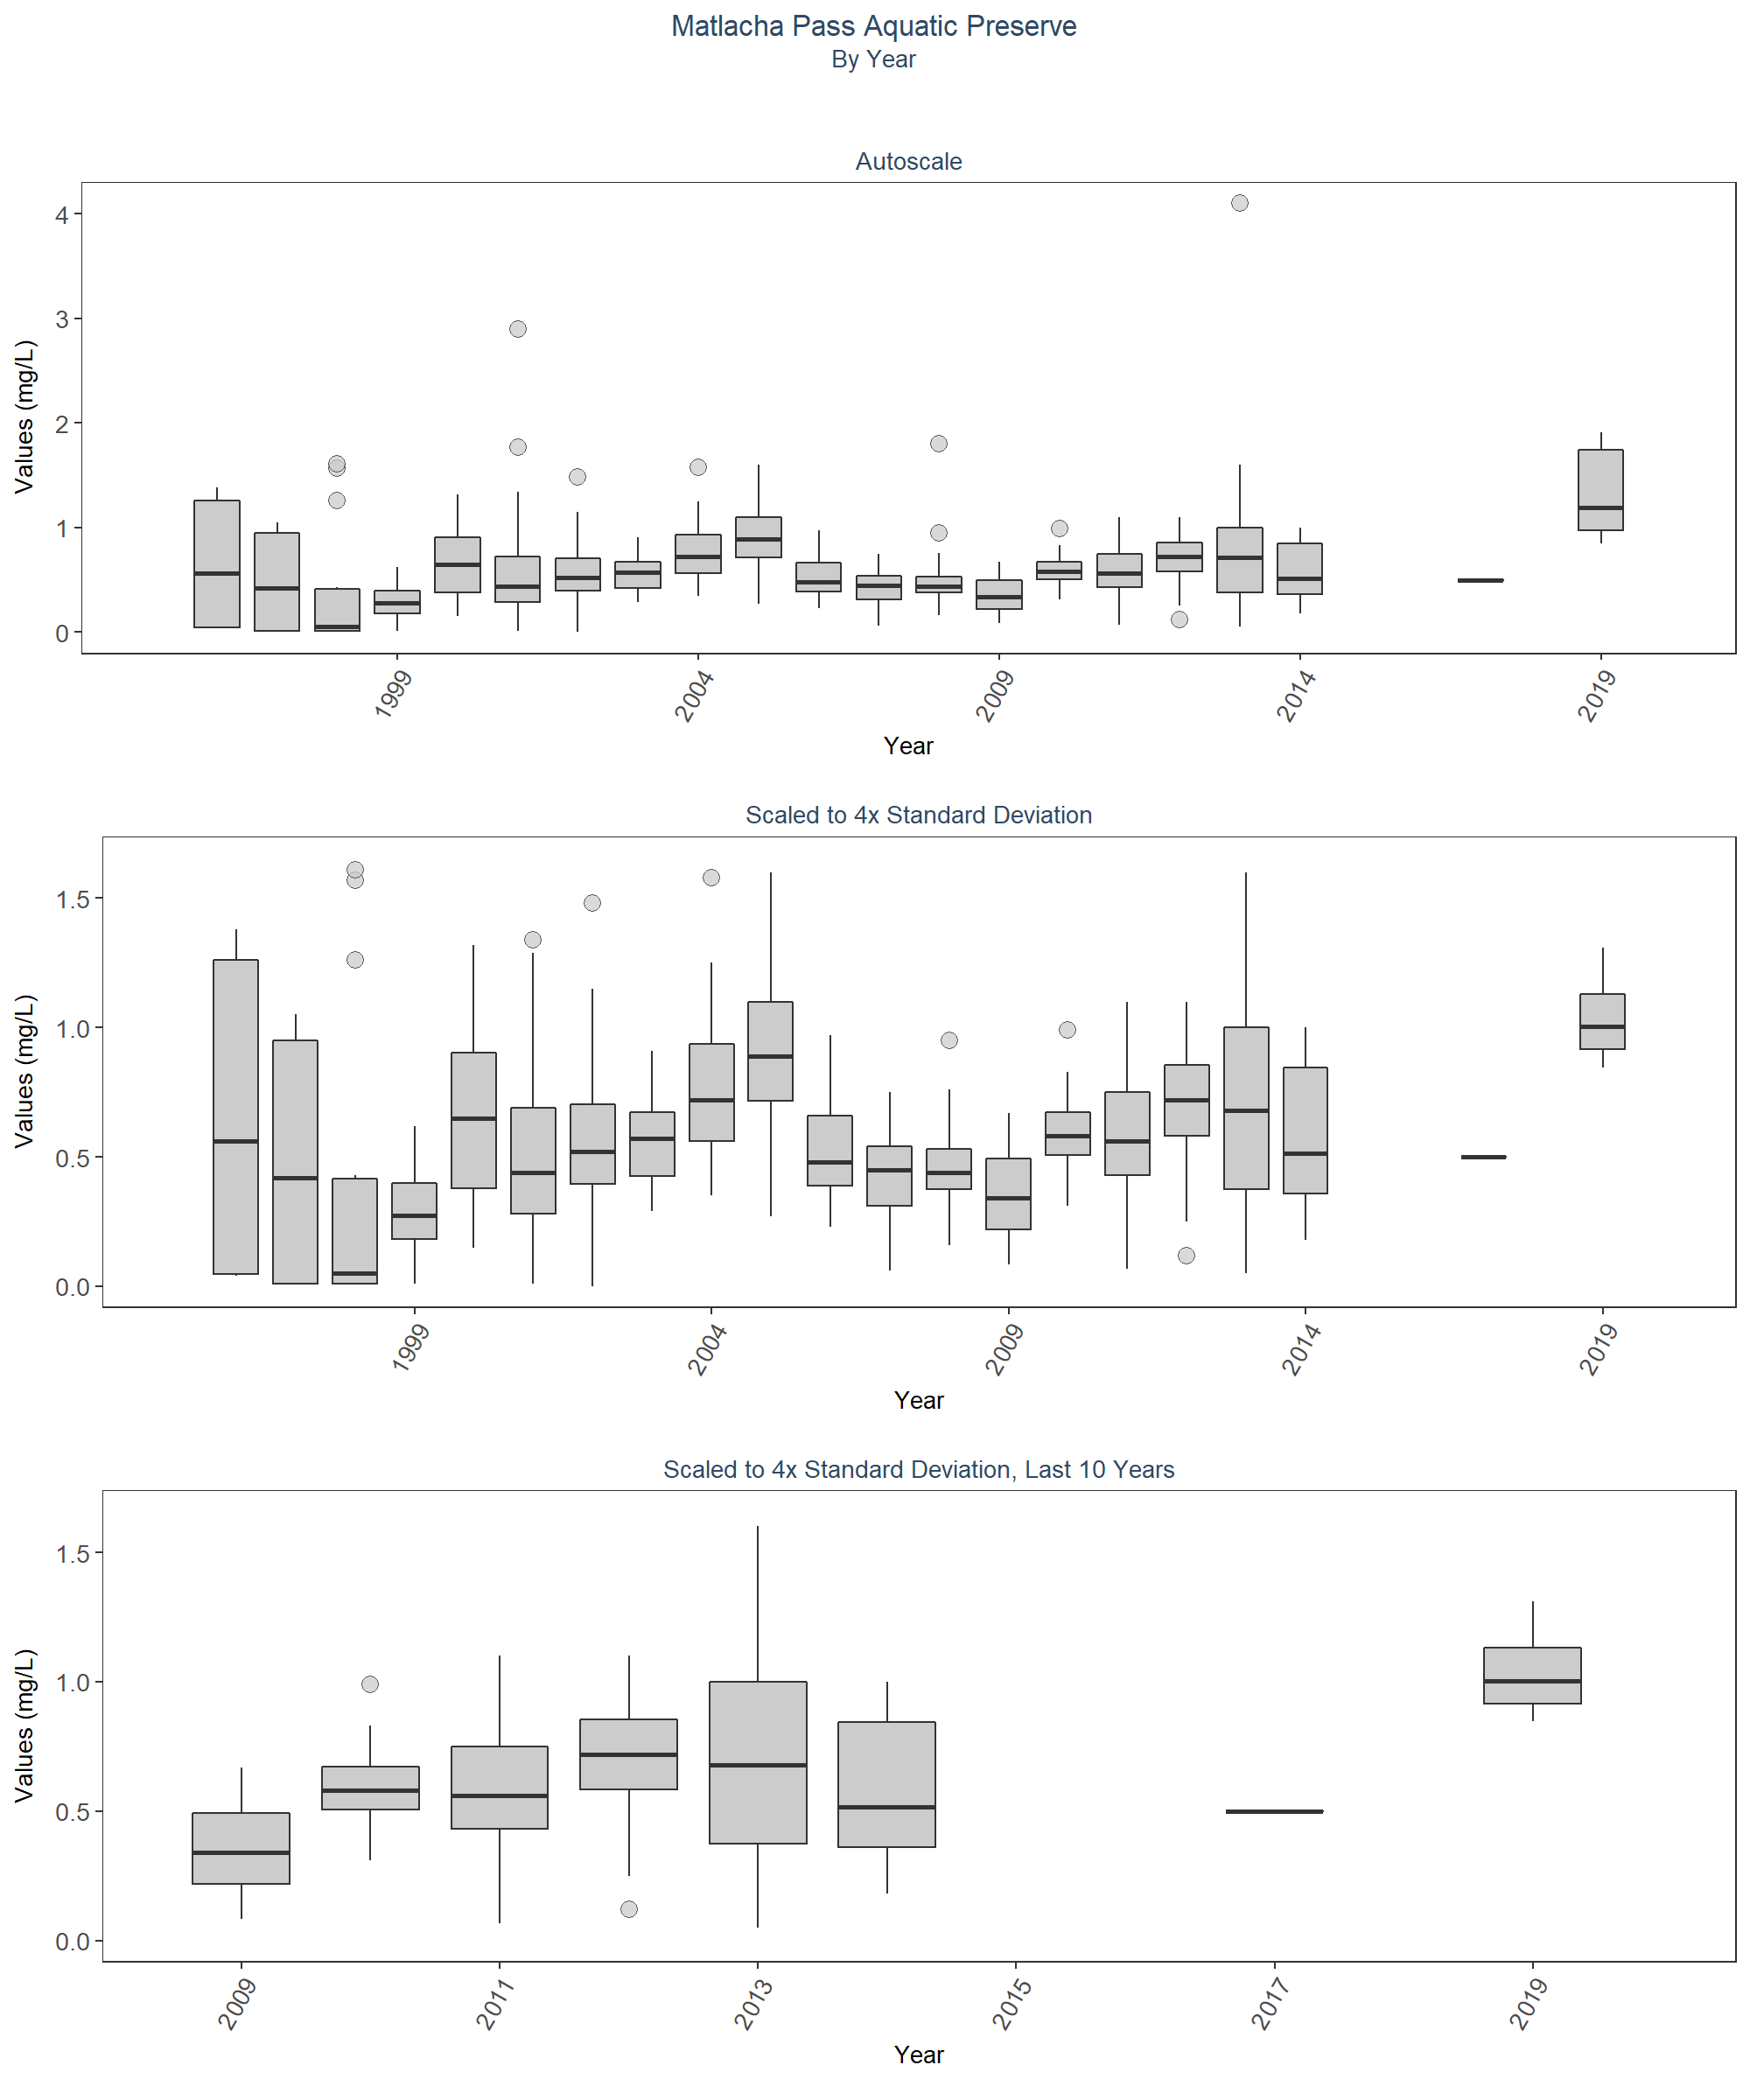 Matlacha Pass Aquatic Preserve
By Year
Autoscale
Values (mg/L)
4
3
2
1
0
1999
2004
2009
2014
2019
Year
Scaled to 4x Standard Deviation
Values (mg/L)
1.5
1.0
0.5
0.0
1999
2004
2009
2014
2019
Year
Scaled to 4x Standard Deviation, Last 10 Years
Values (mg/L)
1.5
1.0
0.5
0.0
2009
2011
2013
2015
2017
2019
Year